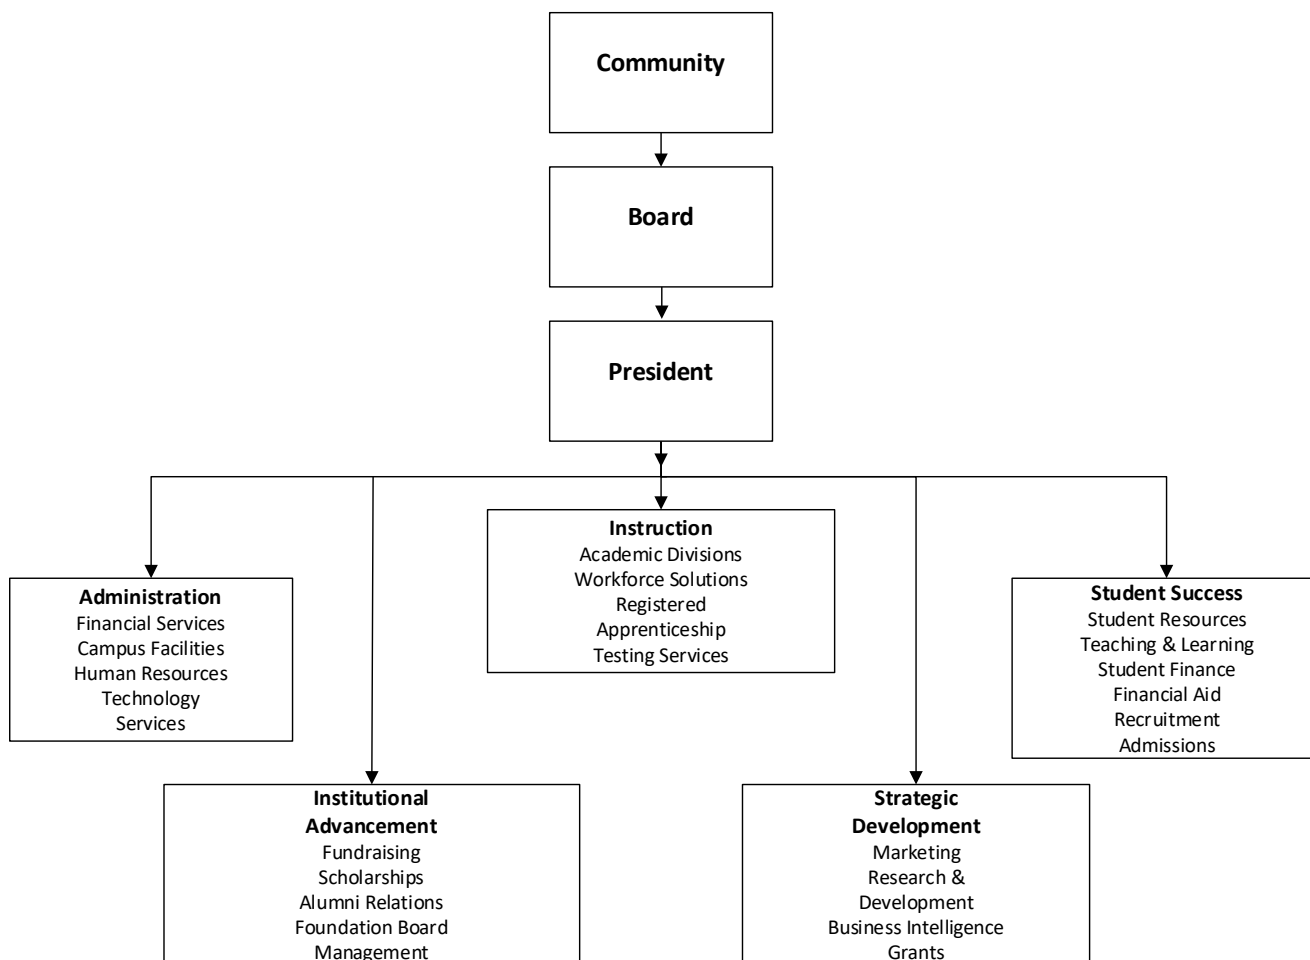 Community
Board
President
Instruction
Academic Divisions
Workforce Solutions
Registered
Apprenticeship
Testing Services
Administration
Financial Services
Campus Facilities
Human Resources
Technology
Services
Student Success
Student Resources
Teaching & Learning
Student Finance
Financial Aid
Recruitment
Admissions
Institutional
Advancement
Fundraising
Scholarships
Alumni Relations
Foundation Board
Management
Strategic
Development
Marketing
Research &
Development
Business Intelligence
Grants